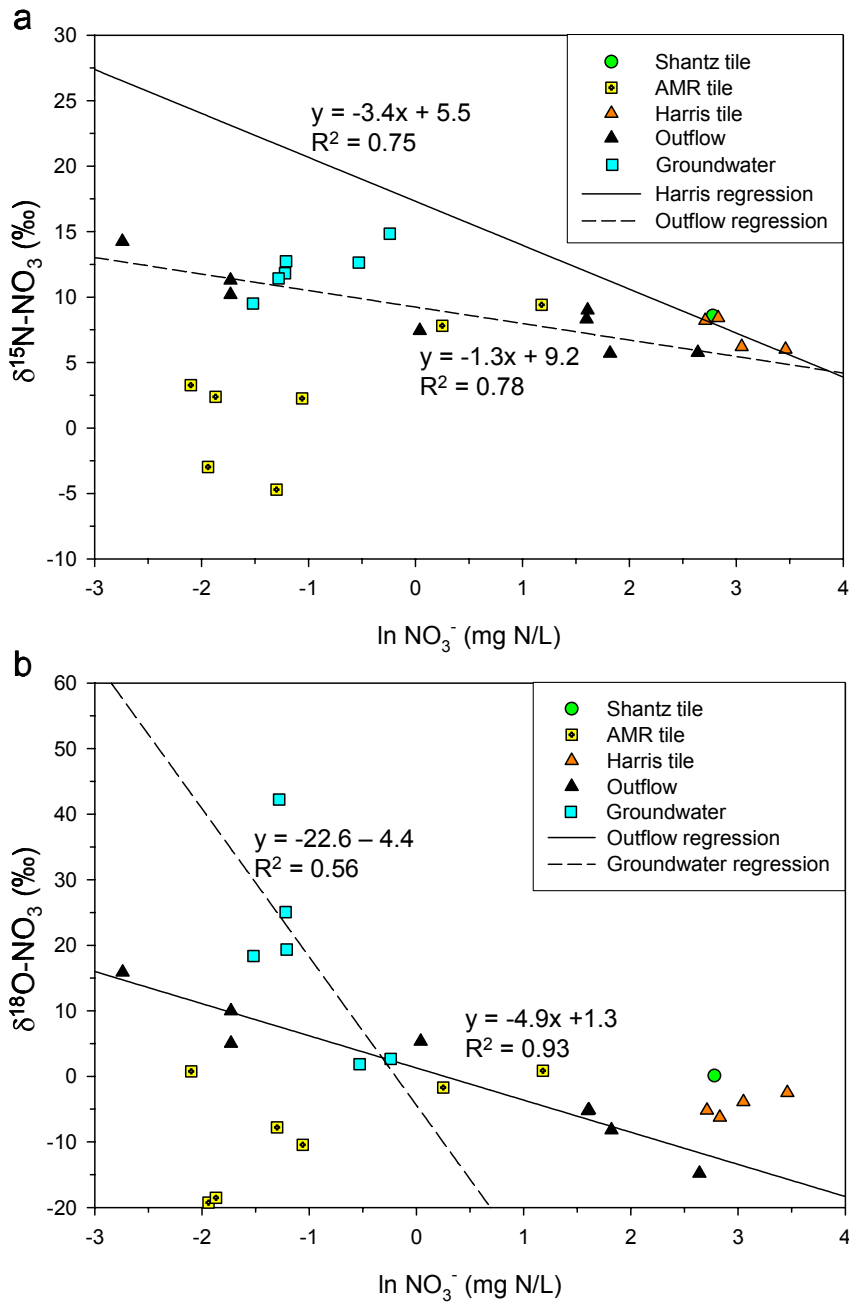 a
30
25
20
15
10
5
0
-5
-10
δ¹⁵N-NO₃ (‰)
y = -3.4x + 5.5
R² = 0.75
y = -1.3x + 9.2
R² = 0.78
Shantz tile
AMR tile
Harris tile
Outflow
Groundwater
Harris regression
Outflow regression
-3 -2 -1 0 1 2 3 4
ln NO₃⁻ (mg N/L)
b
60
50
40
30
20
10
0
-10
-20
δ¹⁸O-NO₃ (‰)
y = -22.6 – 4.4
R² = 0.56
y = -4.9x +1.3
R² = 0.93
Shantz tile
AMR tile
Harris tile
Outflow
Groundwater
Outflow regression
Groundwater regression
-3 -2 -1 0 1 2 3 4
ln NO₃⁻ (mg N/L)